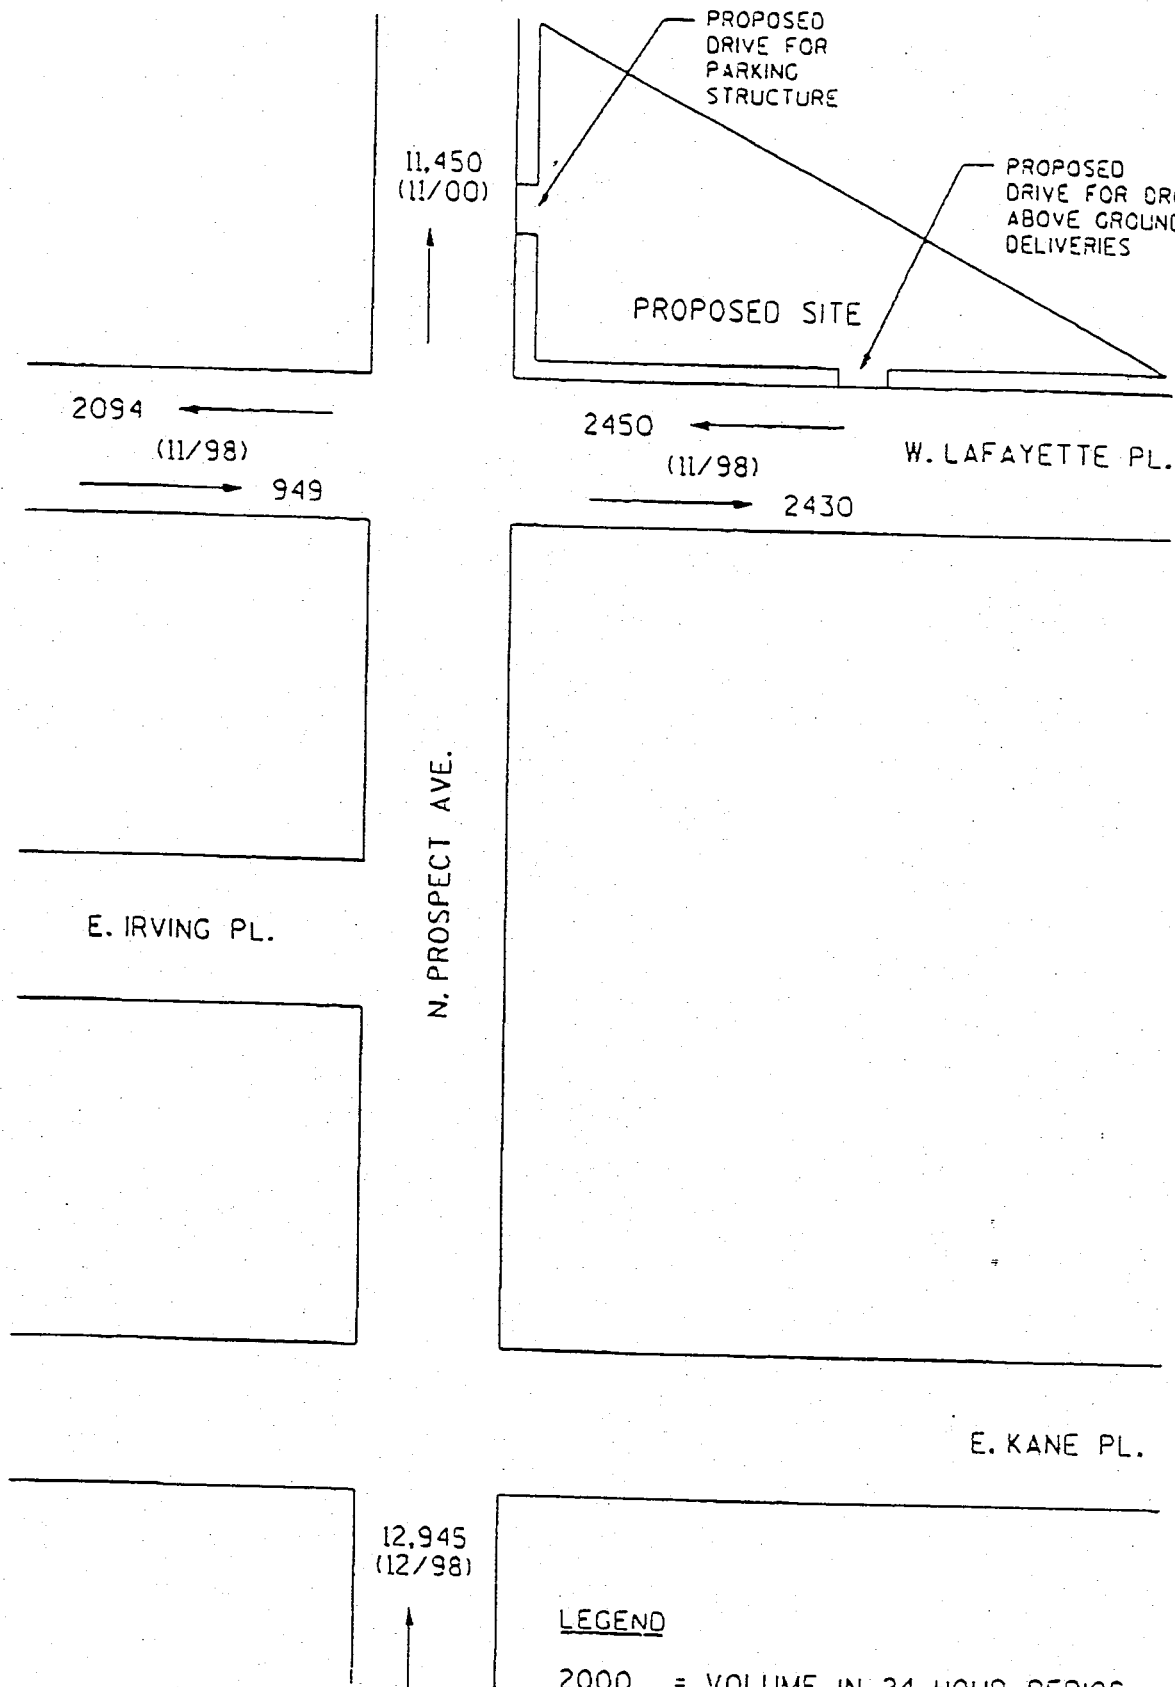 PROPOSED
DRIVE FOR
PARKING
STRUCTURE
11,450
(11/00)
PROPOSED
DRIVE FOR
ABOVE GROUND
DELIVERIES
PROPOSED SITE
2094
(11/98)
949
2450
(11/98)
2430
W. LAFAYETTE PL.
N. PROSPECT AVE.
E. IRVING PL.
E. KANE PL.
12,945
(12/98)
LEGEND
2000 = VOLUME IN 24 HOUR PERIOD